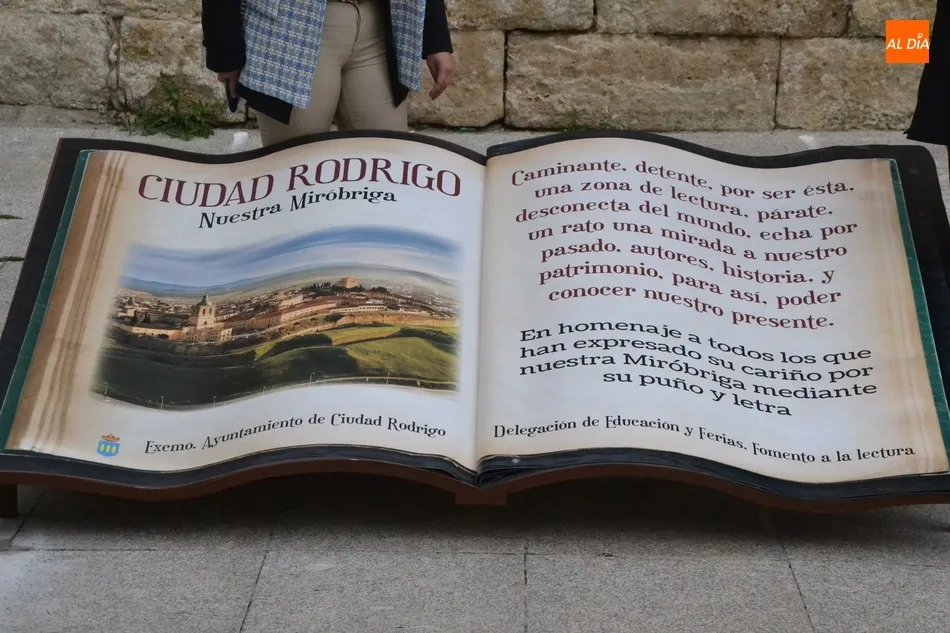 AL DÍA
CIUDAD RODRIGO
Nuestra Miróbriga
Excmo. Ayuntamiento de Ciudad Rodrigo
Caminante, detente, por ser ésta,
una zona de lectura, párate,
desconecta del mundo, echa por
un rato una mirada a nuestro
pasado, autores, historia, y
patrimonio, para así, poder
conocer nuestro presente.
En homenaje a todos los que
han expresado su cariño por
nuestra Miróbriga mediante
su puño y letra
Delegación de Educación y Ferias, Fomento a la lectura